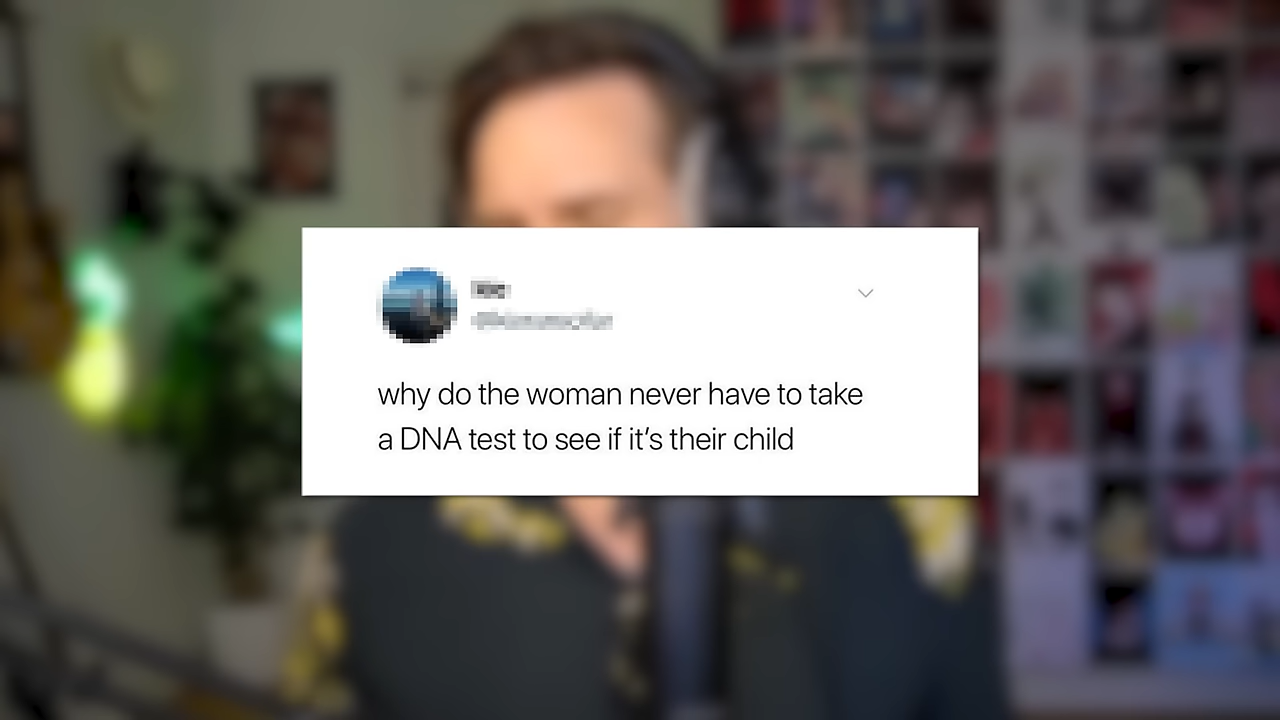 why do the woman never have to take
a DNA test to see if it's their child